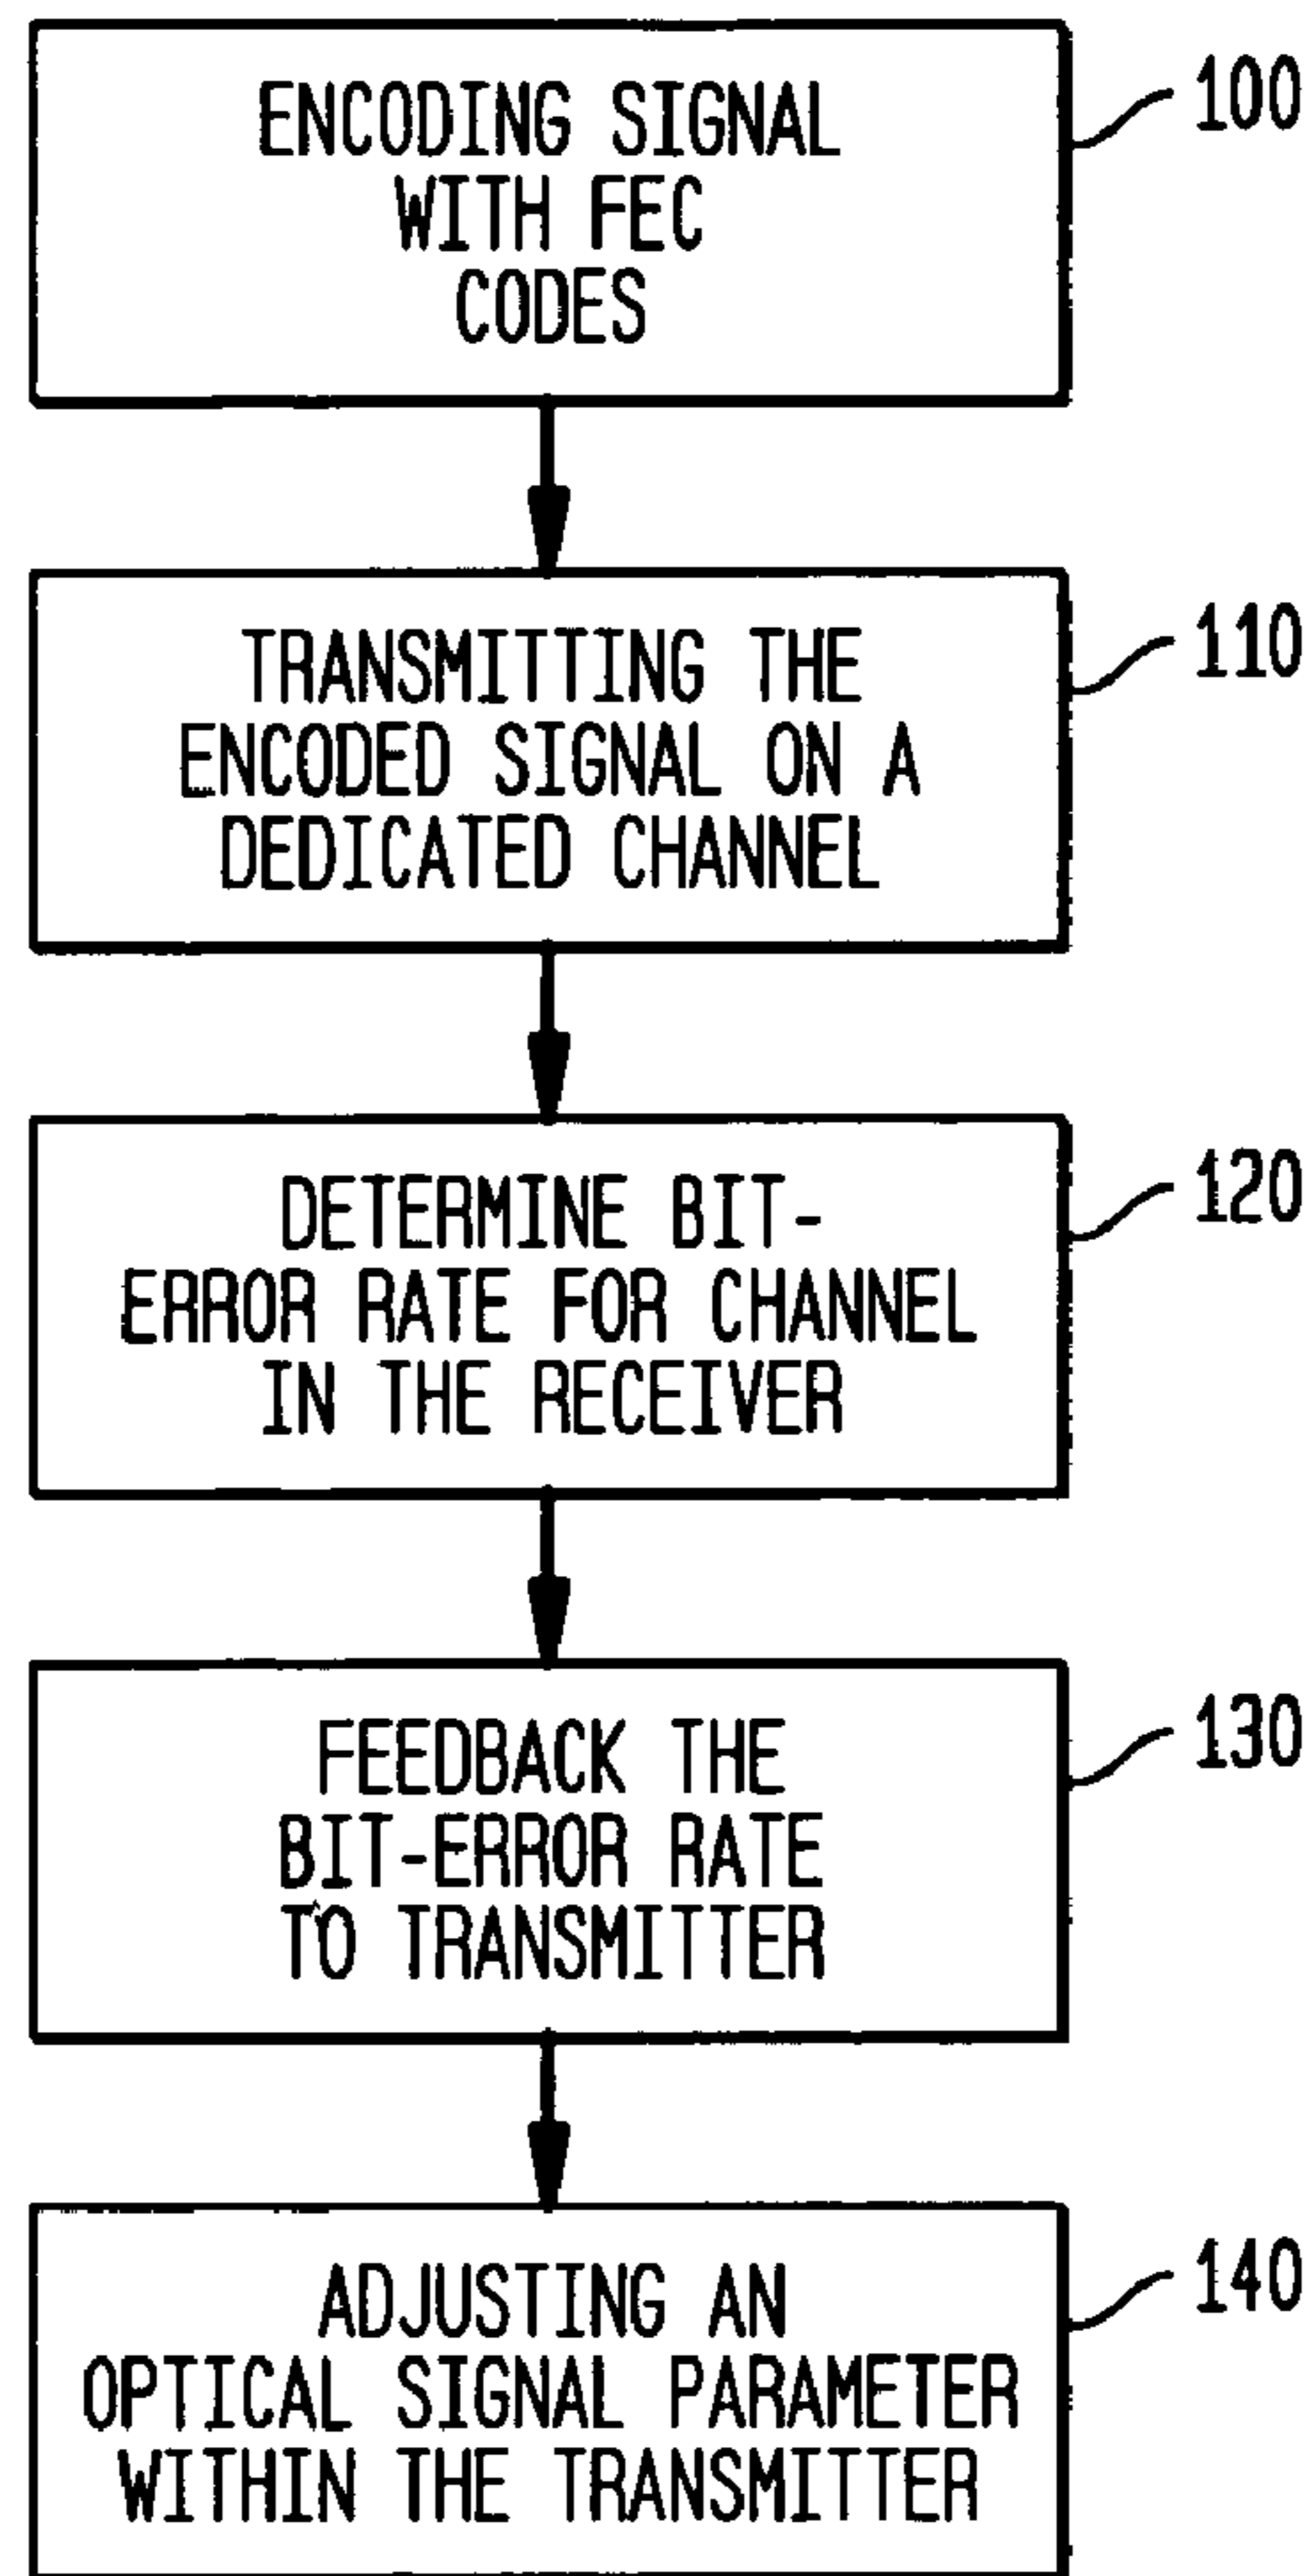 ENCODING SIGNAL
WITH FEC
CODES
100
TRANSMITTING THE
ENCODED SIGNAL ON A
DEDICATED CHANNEL
110
DETERMINE BIT-
ERROR RATE FOR CHANNEL
IN THE RECEIVER
120
FEEDBACK THE
BIT-ERROR RATE
TO TRANSMITTER
130
ADJUSTING AN
OPTICAL SIGNAL PARAMETER
WITHIN THE TRANSMITTER
140